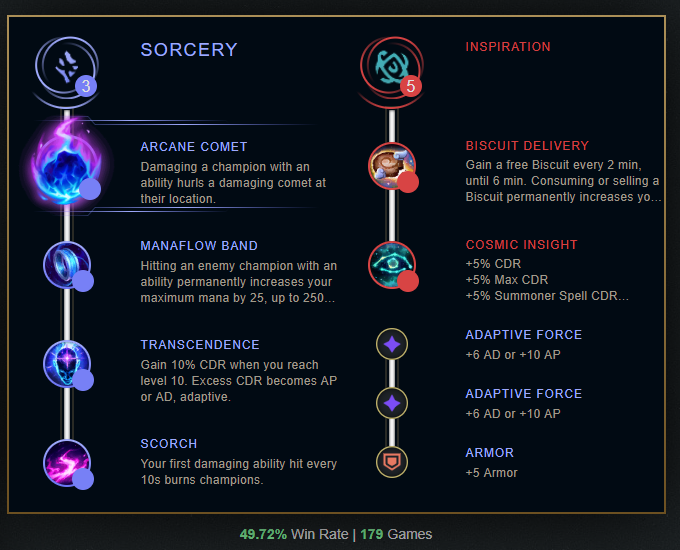 SORCERY
3
ARCANE COMET
Damaging a champion with an
ability hurls a damaging comet at
their location.
MANAFLOW BAND
Hitting an enemy champion with an
ability permanently increases your
maximum mana by 25, up to 250...
TRANSCENDENCE
Gain 10% CDR when you reach
level 10. Excess CDR becomes AP
or AD, adaptive.
SCORCH
Your first damaging ability hit every
10s burns champions.
INSPIRATION
5
BISCUIT DELIVERY
Gain a free Biscuit every 2 min,
until 6 min. Consuming or selling a
Biscuit permanently increases yo...
COSMIC INSIGHT
+5% CDR
+5% Max CDR
+5% Summoner Spell CDR...
ADAPTIVE FORCE
+6 AD or +10 AP
ADAPTIVE FORCE
+6 AD or +10 AP
ARMOR
+5 Armor
49.72% Win Rate | 179 Games